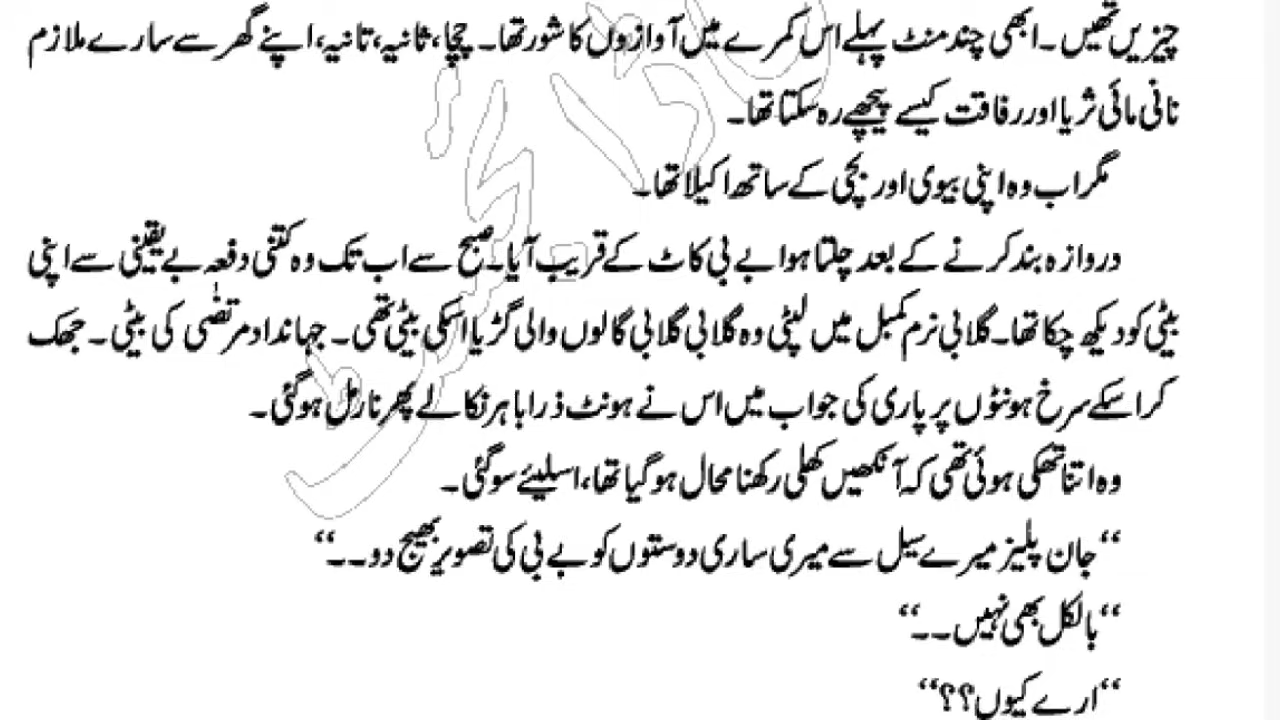 چیزیں تھیں۔ ابھی چند منٹ پہلے اس کمرے میں آوازوں کا شور تھا۔ چچا، ثانیہ، تانیہ، اپنے گھر سے سارے ملازم
نانی مائی ثریا اور رفاقت کیسے پیچھے رہ سکتا تھا۔
مگر اب وہ اپنی بیوی اور بچی کے ساتھ اکیلا تھا۔
دروازہ بند کرنے کے بعد چلتا ہوا بے بی کاٹ کے قریب آیا۔ صبح سے اب تک وہ کتنی دفعہ بے یقینی سے اپنی
بیٹی کو دیکھ چکا تھا۔ گلابی نرم کمبل میں لپٹی وہ گلابی گلابی گالوں والی گڑیا اسکی بیٹی تھی۔ جہانداد مرتضٰی کی بیٹی۔ جھک
کر اسکے سرخ ہونٹوں پر پاری کی جواب میں اس نے ہونٹ ذرا باہر نکالے پھر نارمل ہو گئی۔
وہ اتنا تھکی ہوئی تھی کہ آنکھیں کھلی رکھنا محال ہو گیا تھا، اسلیئے سو گئی۔
“جان پلیز میرے سیل سے میری ساری دوستوں کو بے بی کی تصویر بھیج دو۔۔“
“بالکل بھی نہیں۔۔“
“ارے کیوں؟؟“